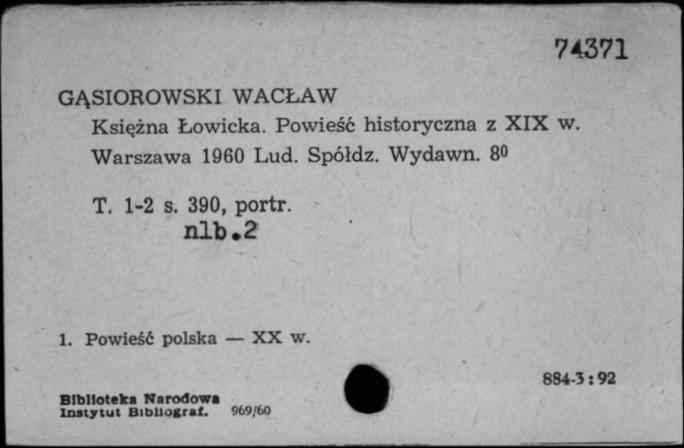 74371
GĄSIOROWSKI WACŁAW
Księżna Łowicka. Powieść historyczna z XIX w.
Warszawa 1960 Lud. Spółdz. Wydawn. 8⁰
T. 1-2 s. 390, portr.
nlb.2
1. Powieść polska — XX w.
884-3 : 92
Biblioteka Narodowa
Instytut Bibliograf. 969/60